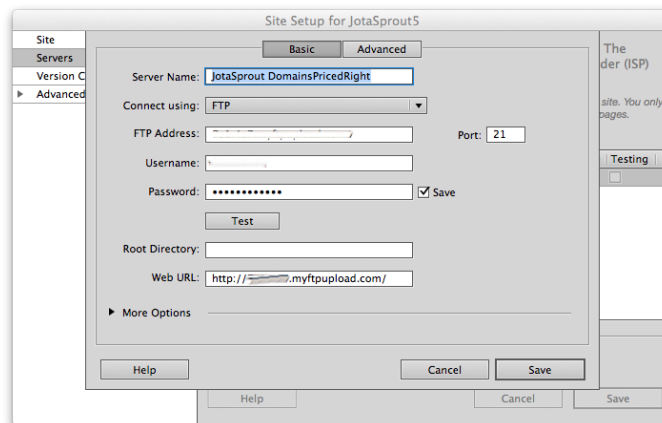 Site Setup for JotaSprout5
Site
Servers
Version C
Advanced
The
der (ISP)
site. You only
pages.
Testing
Basic
Advanced
Server Name:
JotaSprout DomainsPricedRight
Connect using:
FTP
FTP Address:
Port:
21
Username:
Password:
••••••••••••
Save
Test
Root Directory:
Web URL:
http://
.myftpupload.com/
More Options
Help
Cancel
Save
Help
Cancel
Save